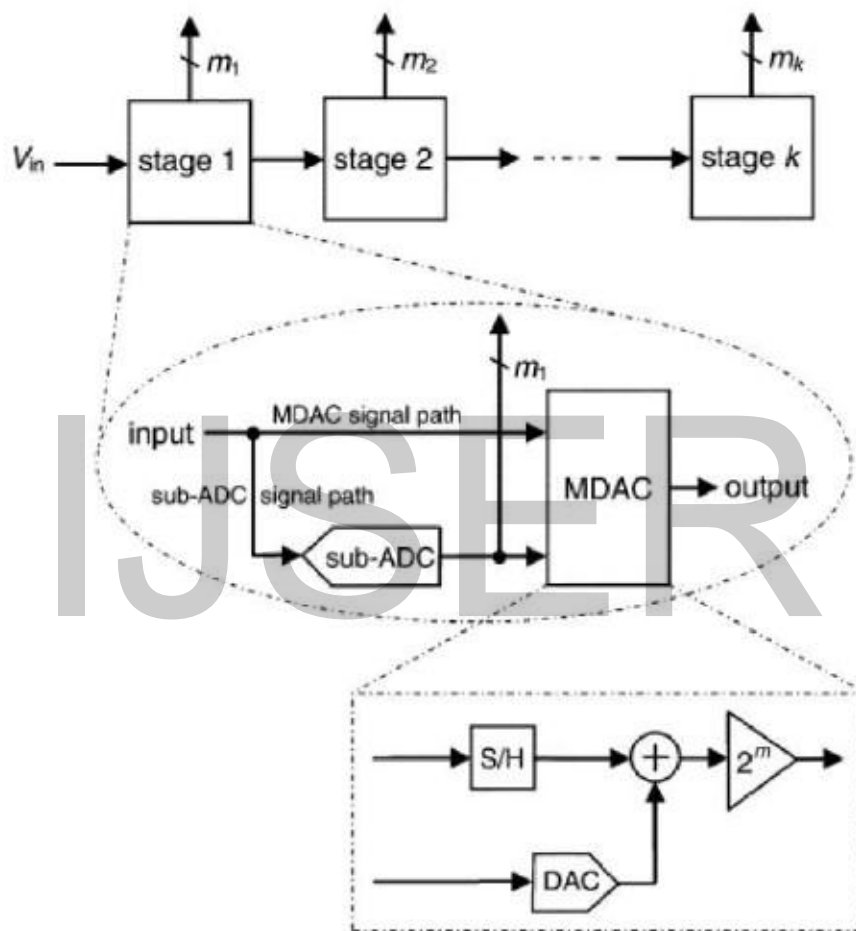 m₁
m₂
mₖ
Vin
stage 1
stage 2
stage k
m₁
input
MDAC signal path
sub-ADC signal path
MDAC
output
sub-ADC
IJSER
S/H
+
2ᵐ
DAC